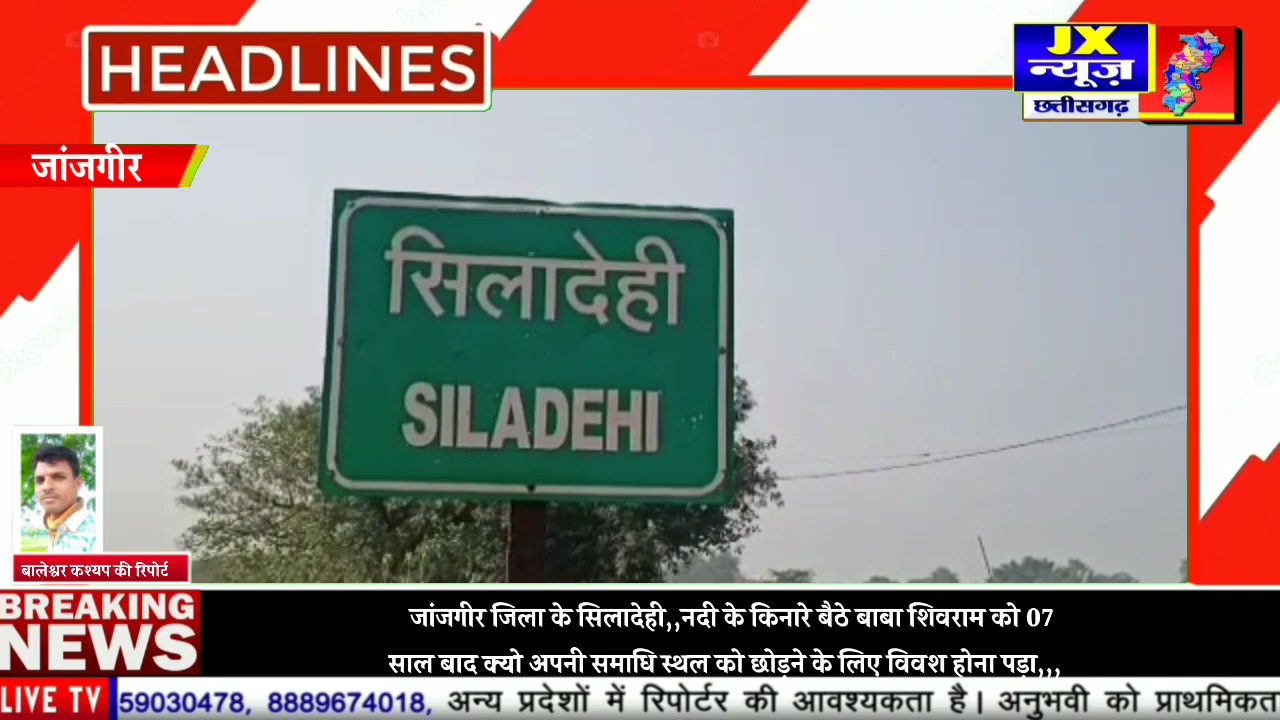 HEADLINES
JX
न्यूज़
छत्तीसगढ़
जांजगीर
सिलादेही
SILADEHI
बालेश्वर कश्यप की रिपोर्ट
BREAKING
NEWS
जांजगीर जिला के सिलादेही,,नदी के किनारे बैठे बाबा शिवराम को 07
साल बाद क्यो अपनी समाधि स्थल को छोड़ने के लिए विवश होना पड़ा,,,
LIVE TV
59030478, 8889674018, अन्य प्रदेशों में रिपोर्टर की आवश्यकता है। अनुभवी को प्राथमिकत